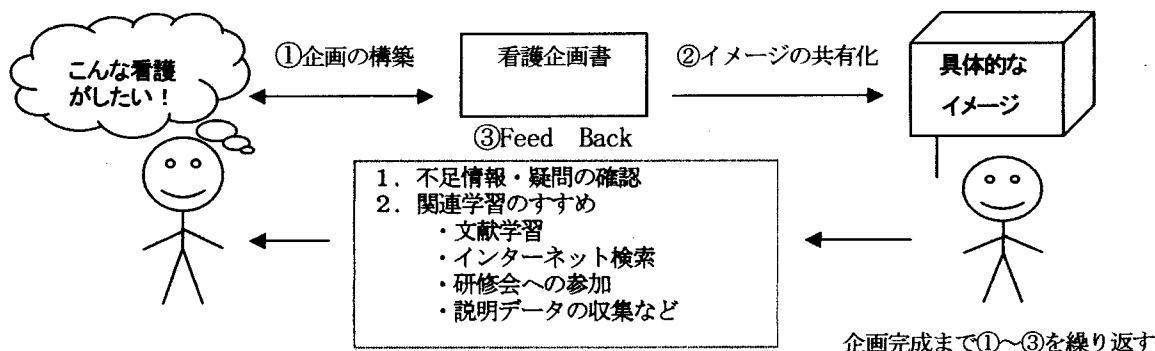 こんな看護
がしたい！
①企画の構築
看護企画書
②イメージの共有化
具体的な
イメージ
③Feed Back
1．不足情報・疑問の確認
2．関連学習のすすめ
・文献学習
・インターネット検索
・研修会への参加
・説明データの収集など
企画完成まで①～③を繰り返す